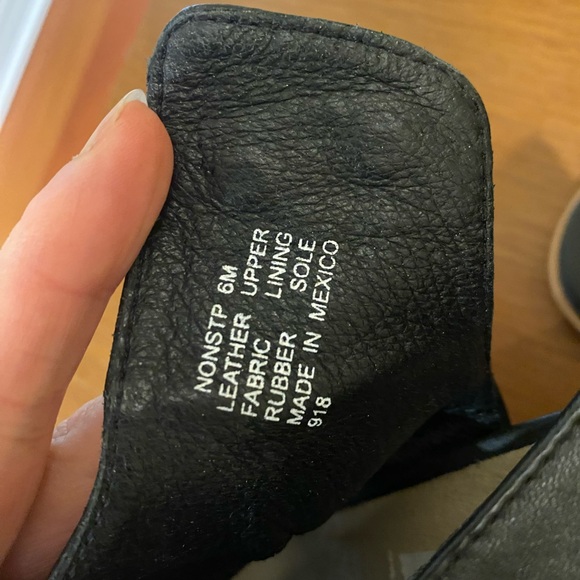 NONSTP 6M
LEATHER UPPER
FABRIC LINING
RUBBER SOLE
MADE IN MEXICO
918